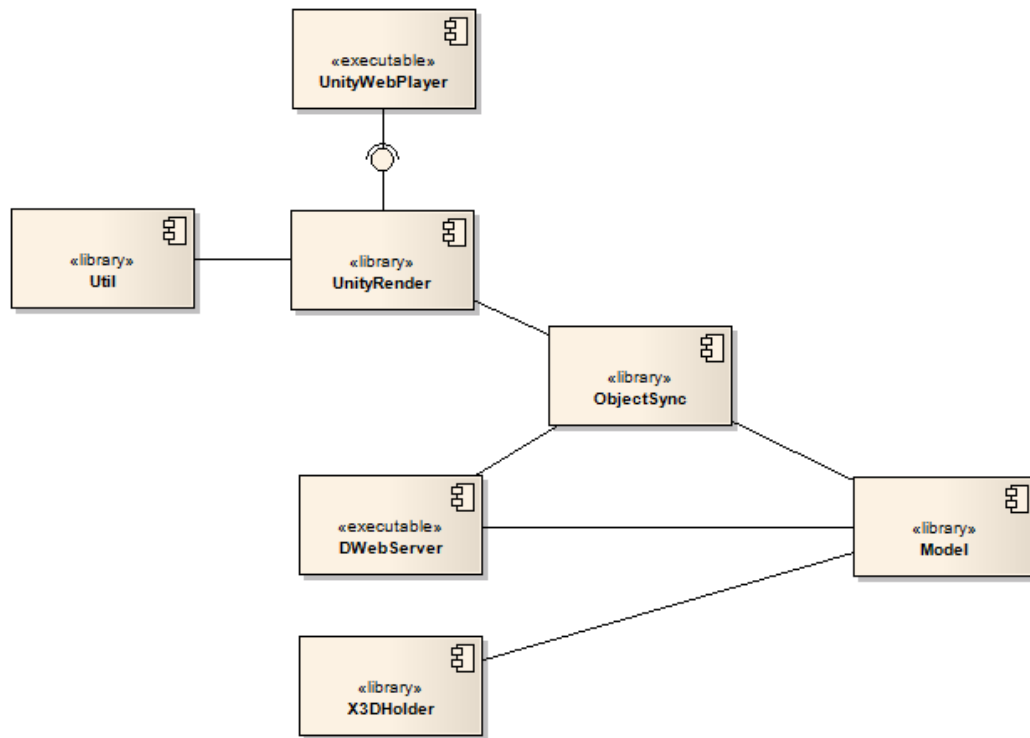 «executable»
UnityWebPlayer
«library»
Util
«library»
UnityRender
«library»
ObjectSync
«executable»
DWebServer
«library»
Model
«library»
X3DHolder